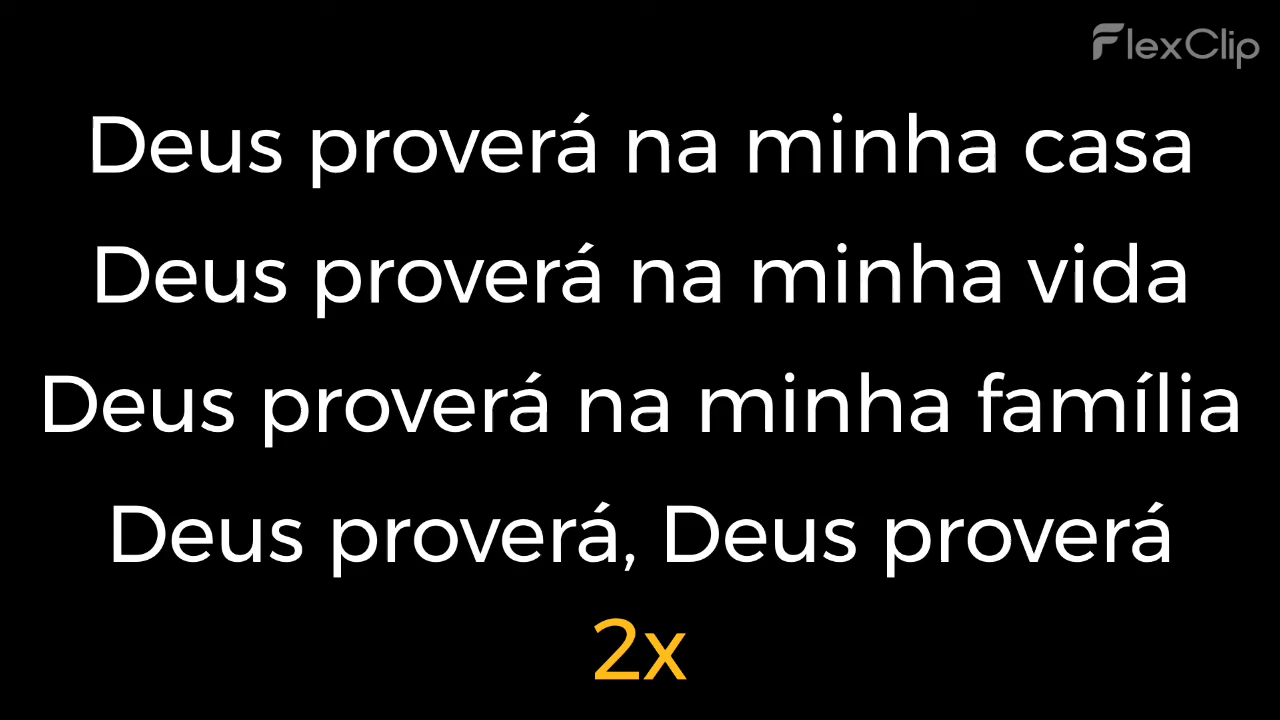 FlexClip
Deus proverá na minha casa
Deus proverá na minha vida
Deus proverá na minha família
Deus proverá, Deus proverá
2x